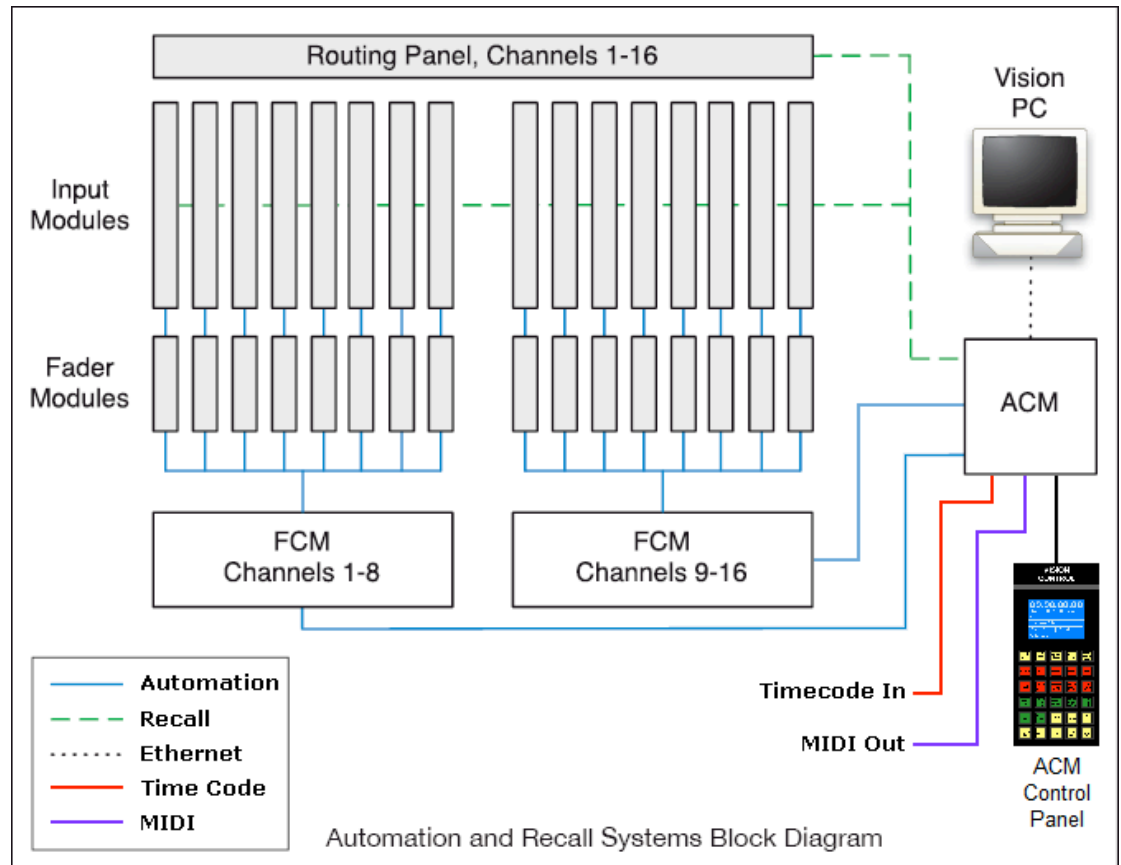 Routing Panel, Channels 1-16
Vision
PC
Input
Modules
Fader
Modules
ACM
FCM
Channels 1-8
FCM
Channels 9-16
VISION
CONTROL
Automation
Recall
Ethernet
Time Code
MIDI
Timecode In
MIDI Out
ACM
Control
Panel
Automation and Recall Systems Block Diagram